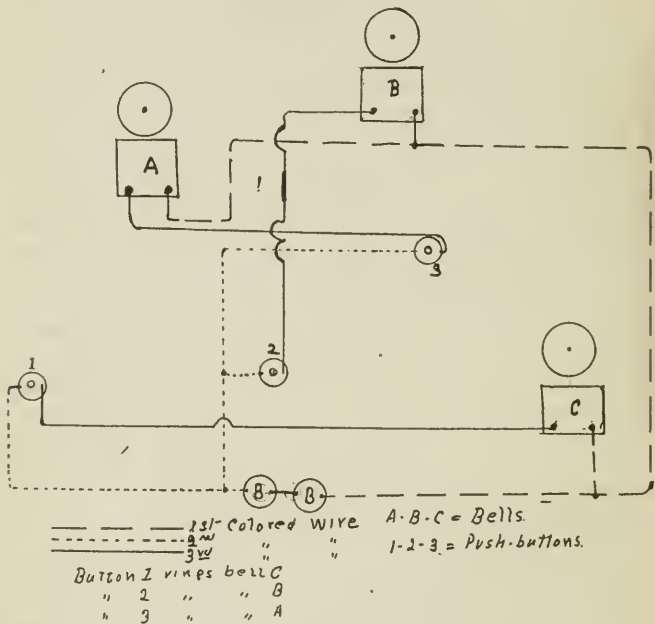 B
A
!
3
2
1
C
B B
1st Colored wire A-B-C = Bells.
2nd " "
3rd " " 1-2-3 = Push-buttons.
Button 1 rings bell C
" 2 " " B
" 3 " " A